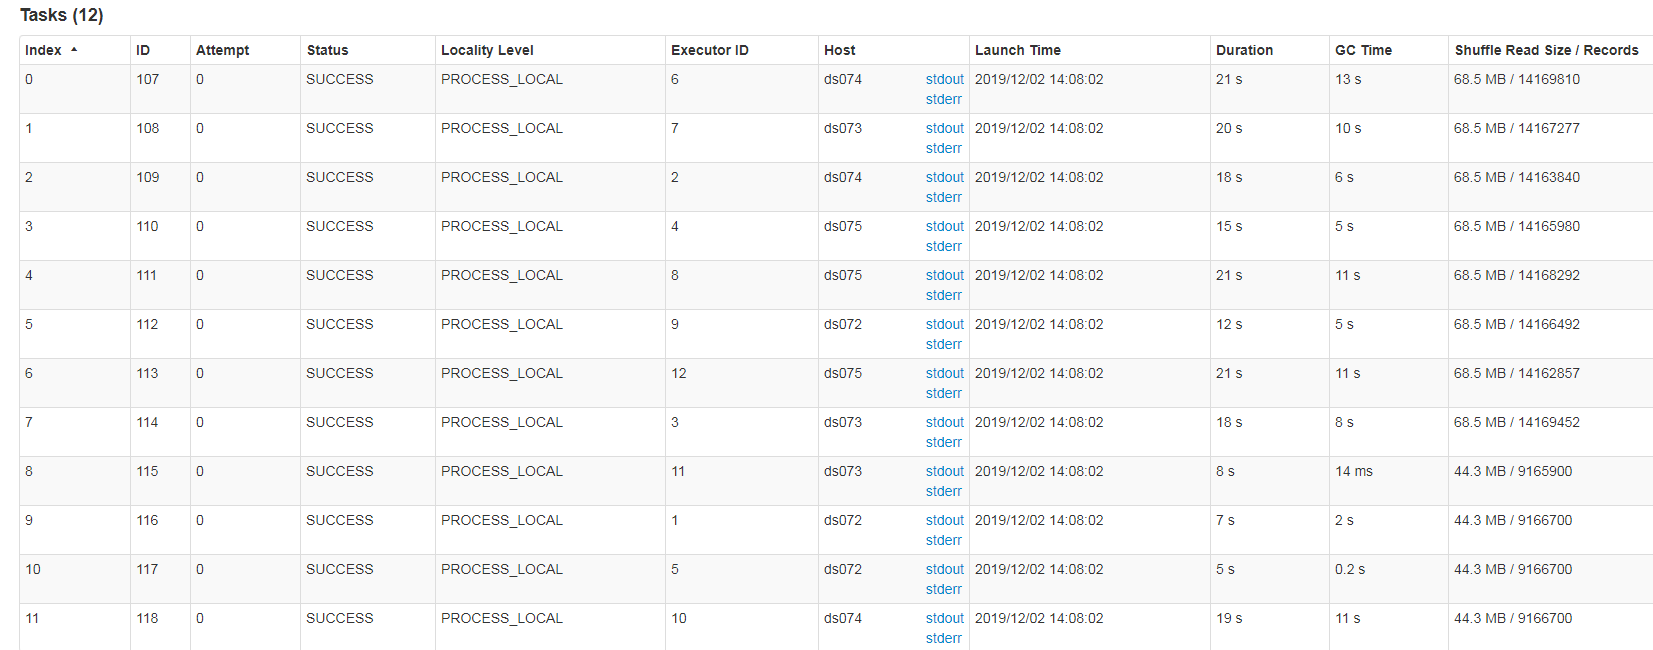 Tasks (12)
Index ▲ ID Attempt Status Locality Level Executor ID Host Launch Time Duration GC Time Shuffle Read Size / Records
0 107 0 SUCCESS PROCESS_LOCAL 6 ds074 stdout 2019/12/02 14:08:02 21 s 13 s 68.5 MB / 14169810
stderr
1 108 0 SUCCESS PROCESS_LOCAL 7 ds073 stdout 2019/12/02 14:08:02 20 s 10 s 68.5 MB / 14167277
stderr
2 109 0 SUCCESS PROCESS_LOCAL 2 ds074 stdout 2019/12/02 14:08:02 18 s 6 s 68.5 MB / 14163840
stderr
3 110 0 SUCCESS PROCESS_LOCAL 4 ds075 stdout 2019/12/02 14:08:02 15 s 5 s 68.5 MB / 14165980
stderr
4 111 0 SUCCESS PROCESS_LOCAL 8 ds075 stdout 2019/12/02 14:08:02 21 s 11 s 68.5 MB / 14168292
stderr
5 112 0 SUCCESS PROCESS_LOCAL 9 ds072 stdout 2019/12/02 14:08:02 12 s 5 s 68.5 MB / 14166492
stderr
6 113 0 SUCCESS PROCESS_LOCAL 12 ds075 stdout 2019/12/02 14:08:02 21 s 11 s 68.5 MB / 14162857
stderr
7 114 0 SUCCESS PROCESS_LOCAL 3 ds073 stdout 2019/12/02 14:08:02 18 s 8 s 68.5 MB / 14169452
stderr
8 115 0 SUCCESS PROCESS_LOCAL 11 ds073 stdout 2019/12/02 14:08:02 8 s 14 ms 44.3 MB / 9165900
stderr
9 116 0 SUCCESS PROCESS_LOCAL 1 ds072 stdout 2019/12/02 14:08:02 7 s 2 s 44.3 MB / 9166700
stderr
10 117 0 SUCCESS PROCESS_LOCAL 5 ds072 stdout 2019/12/02 14:08:02 5 s 0.2 s 44.3 MB / 9166700
stderr
11 118 0 SUCCESS PROCESS_LOCAL 10 ds074 stdout 2019/12/02 14:08:02 19 s 11 s 44.3 MB / 9166700
stderr